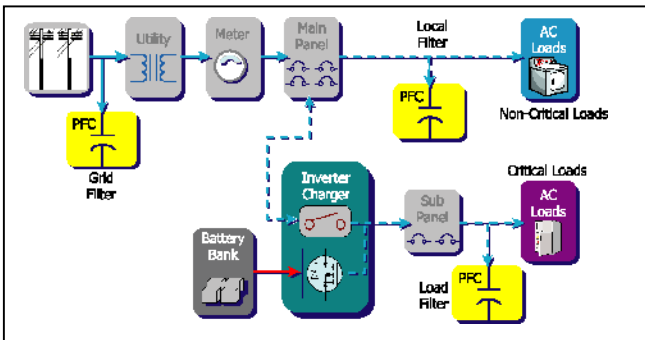 Utility
Meter
Main
Panel
Local
Filter
AC
Loads
Non-Critical Loads
PFC
Grid
Filter
PFC
Inverter
Charger
Critical Loads
Sub
Panel
AC
Loads
Battery
Bank
Load
Filter
PFC